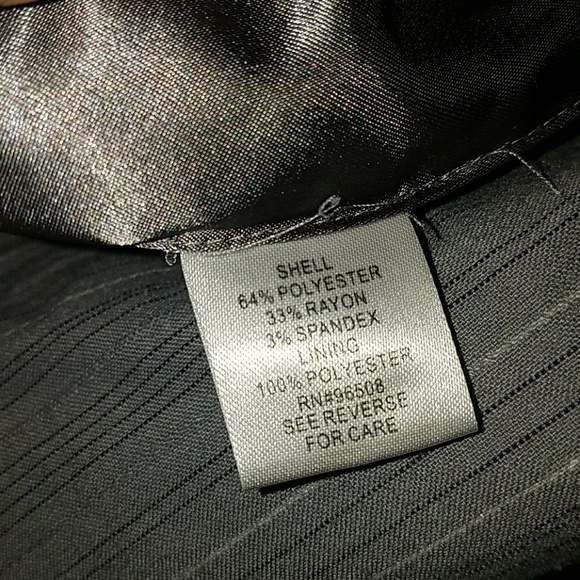 SHELL
64% POLYESTER
33% RAYON
3% SPANDEX
LINING
100% POLYESTER
RN#96508
SEE REVERSE
FOR CARE